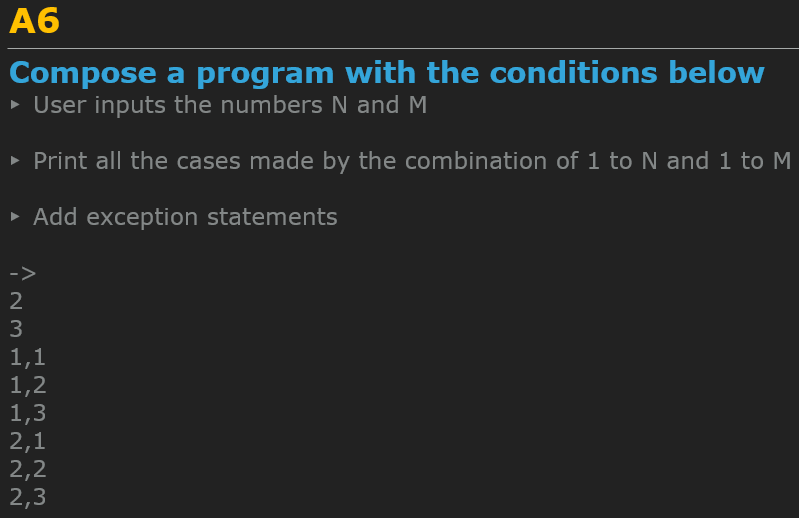 A6
Compose a program with the conditions below
‣ User inputs the numbers N and M
‣ Print all the cases made by the combination of 1 to N and 1 to M
‣ Add exception statements
->
2
3
1,1
1,2
1,3
2,1
2,2
2,3